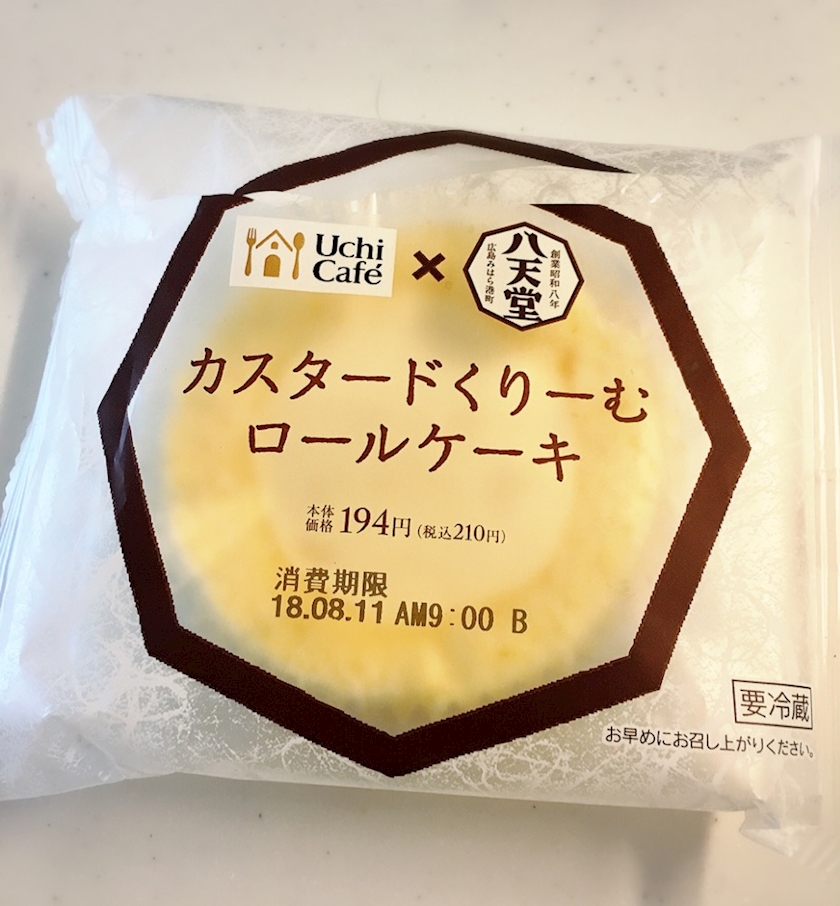 Uchi
Café
×
創業昭和八年
八天堂
広島みはら港町
カスタードくりーむ
ロールケーキ
本体
価格 194円 (税込210円)
消費期限
18.08.11 AM9:00 B
要冷蔵
お早めにお召し上がりください。